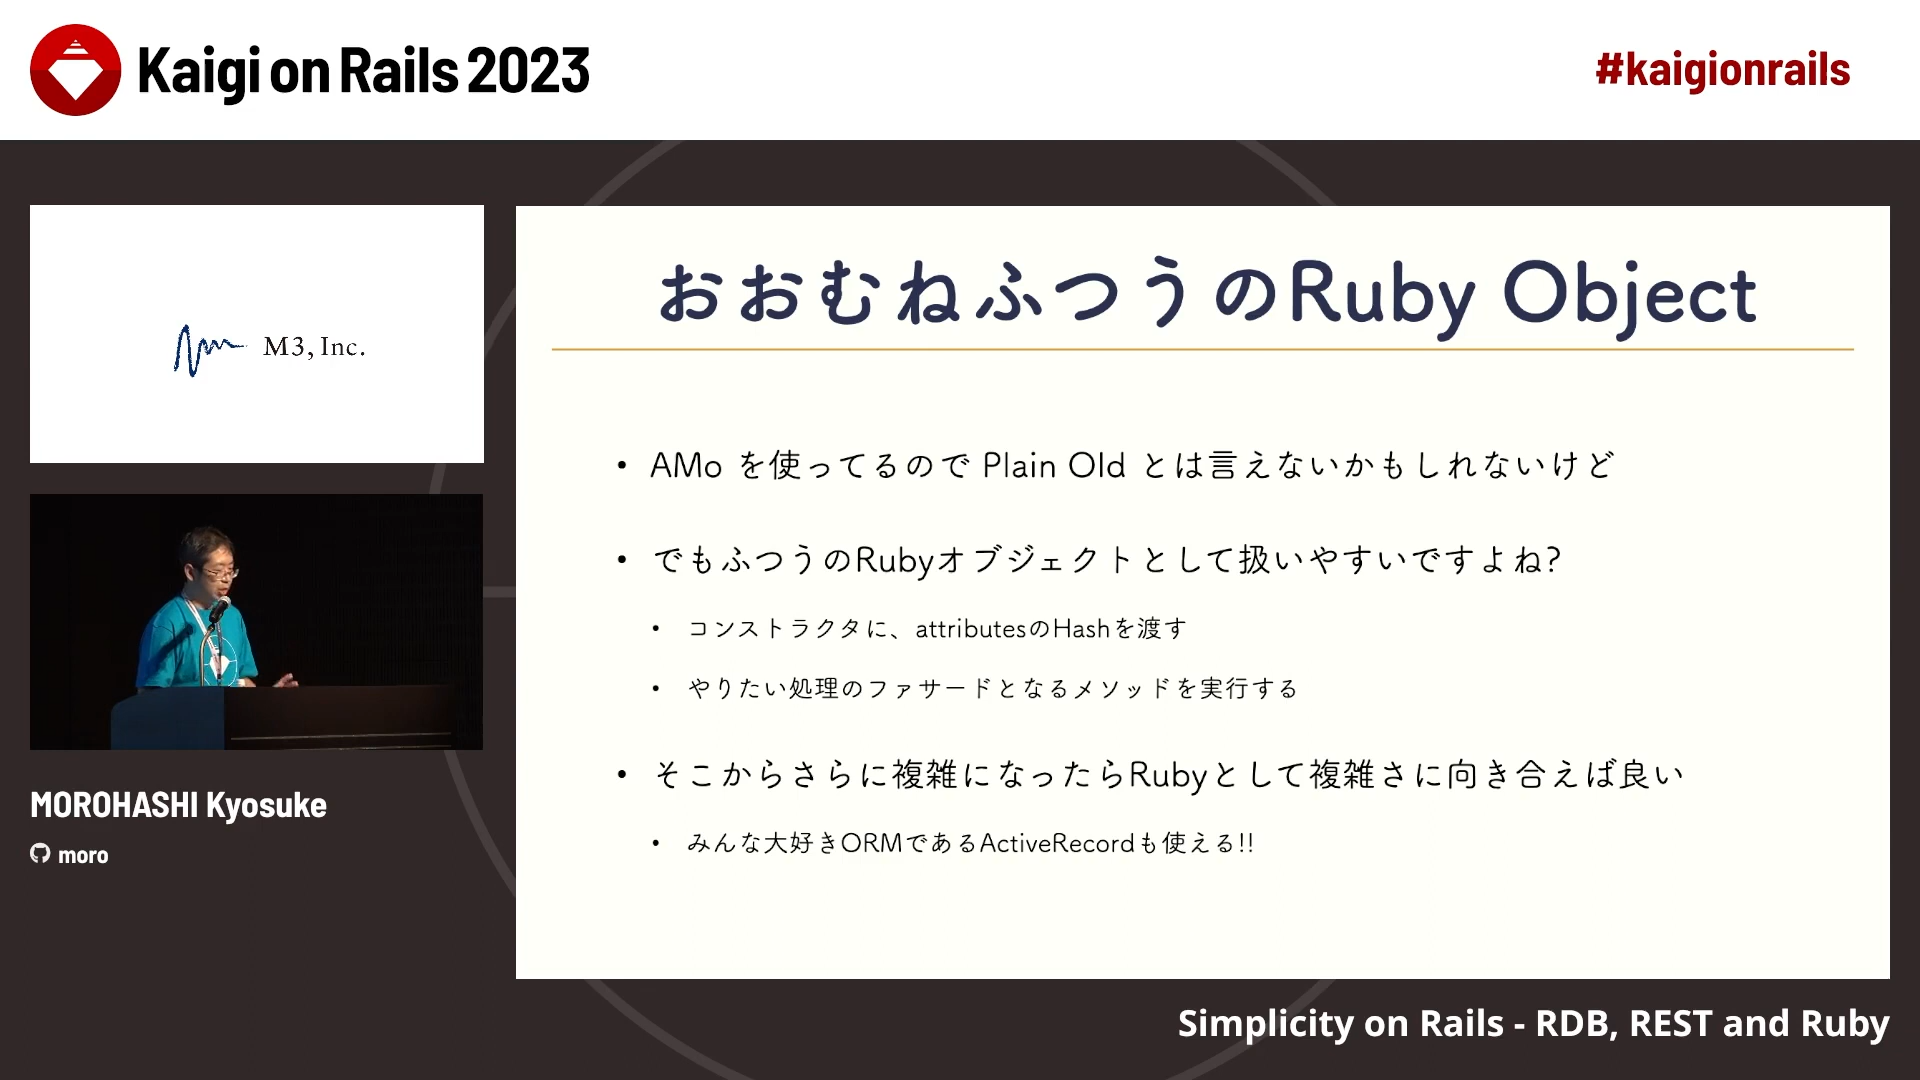 Kaigi on Rails 2023
#kaigionrails
M3, Inc.
おおむねふつうのRuby Object
• AMo を使ってるので Plain Old とは言えないかもしれないけど
• でもふつうのRubyオブジェクトとして扱いやすいですよね?
• コンストラクタに、attributesのHashを渡す
• やりたい処理のファサードとなるメソッドを実行する
• そこからさらに複雑になったらRubyとして複雑さに向き合えば良い
• みんな大好きORMであるActiveRecordも使える!!
MOROHASHI Kyosuke
moro
Simplicity on Rails - RDB, REST and Ruby